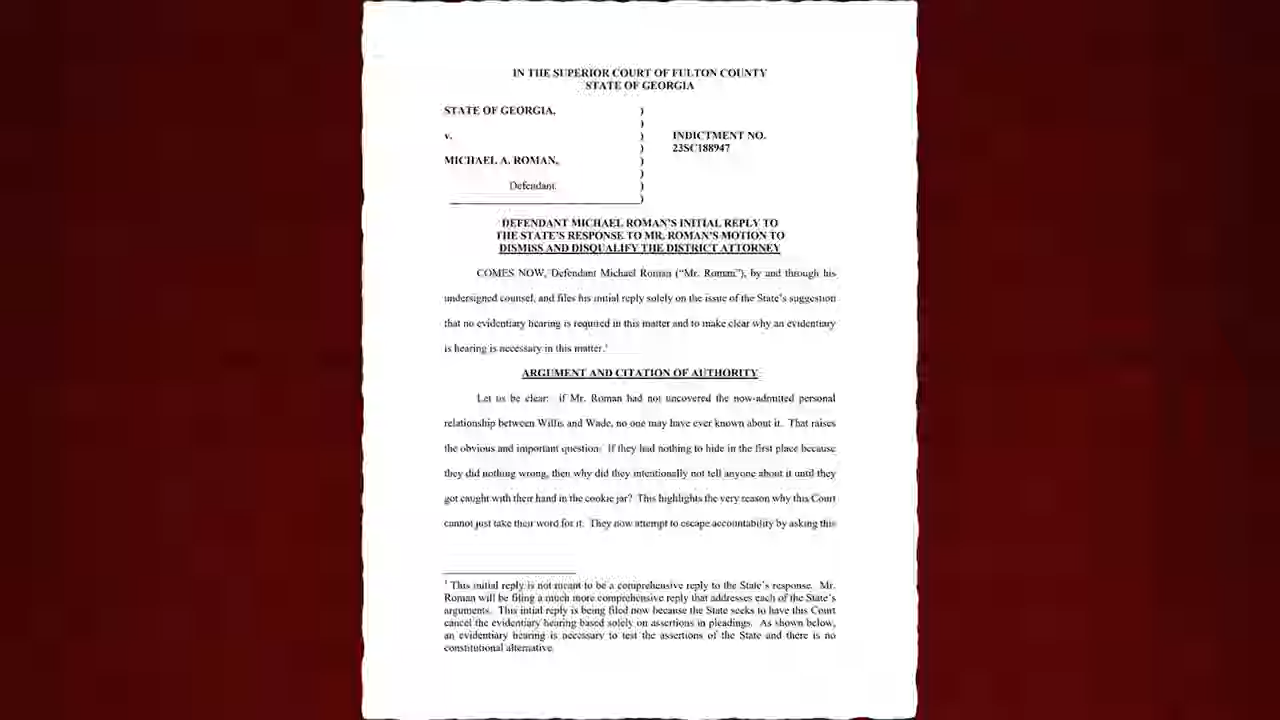 IN THE SUPERIOR COURT OF FULTON COUNTY
STATE OF GEORGIA
STATE OF GEORGIA,
v.
MICHAEL A. ROMAN,
Defendant.
)
)
)
)
)
)
)
)
INDICTMENT NO.
23SC188947
DEFENDANT MICHAEL ROMAN'S INITIAL REPLY TO
THE STATE'S RESPONSE TO MR. ROMAN'S MOTION TO
DISMISS AND DISQUALIFY THE DISTRICT ATTORNEY
COMES NOW, Defendant Michael Roman ("Mr. Roman"), by and through his
undersigned counsel, and files his initial reply solely on the issue of the State's suggestion
that no evidentiary hearing is required in this matter and to make clear why an evidentiary
is hearing is necessary in this matter.¹
ARGUMENT AND CITATION OF AUTHORITY
Let us be clear: if Mr. Roman had not uncovered the now-admitted personal
relationship between Willis and Wade, no one may have ever known about it. That raises
the obvious and important question: If they had nothing to hide in the first place because
they did nothing wrong, then why did they intentionally not tell anyone about it until they
got caught with their hand in the cookie jar? This highlights the very reason why this Court
cannot just take their word for it. They now attempt to escape accountability by asking this
¹ This initial reply is not meant to be a comprehensive reply to the State's response. Mr.
Roman will be filing a much more comprehensive reply that addresses each of the State's
arguments. This intial reply is being filed now because the State seeks to have this Court
cancel the evidentiary hearing based solely on assertions in pleadings. As shown below,
an evidentiary hearing is necessary to test the assertions of the State and there is no
constitutional alternative.